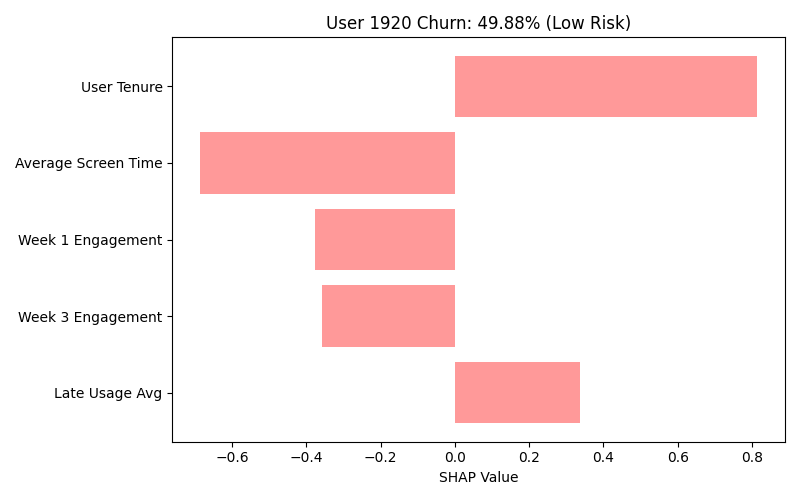 User 1920 Churn: 49.88% (Low Risk)
User Tenure
Average Screen Time
Week 1 Engagement
Week 3 Engagement
Late Usage Avg
−0.6 −0.4 −0.2 0.0 0.2 0.4 0.6 0.8
SHAP Value